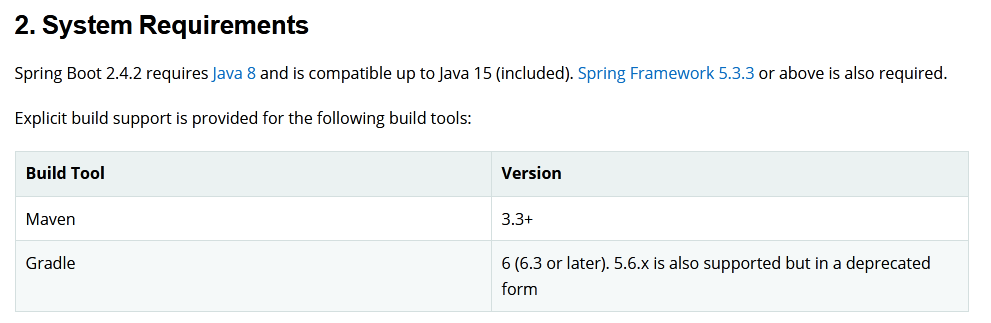 2. System Requirements
Spring Boot 2.4.2 requires Java 8 and is compatible up to Java 15 (included). Spring Framework 5.3.3 or above is also required.
Explicit build support is provided for the following build tools:
Build Tool Version
Maven 3.3+
Gradle 6 (6.3 or later). 5.6.x is also supported but in a deprecated
form